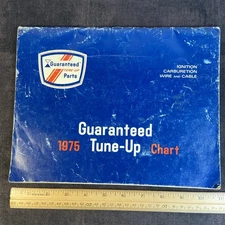 Guaranteed
Parts
IGNITION
CARBURETION
WIRE AND CABLE
Guaranteed
1975 Tune-Up Chart